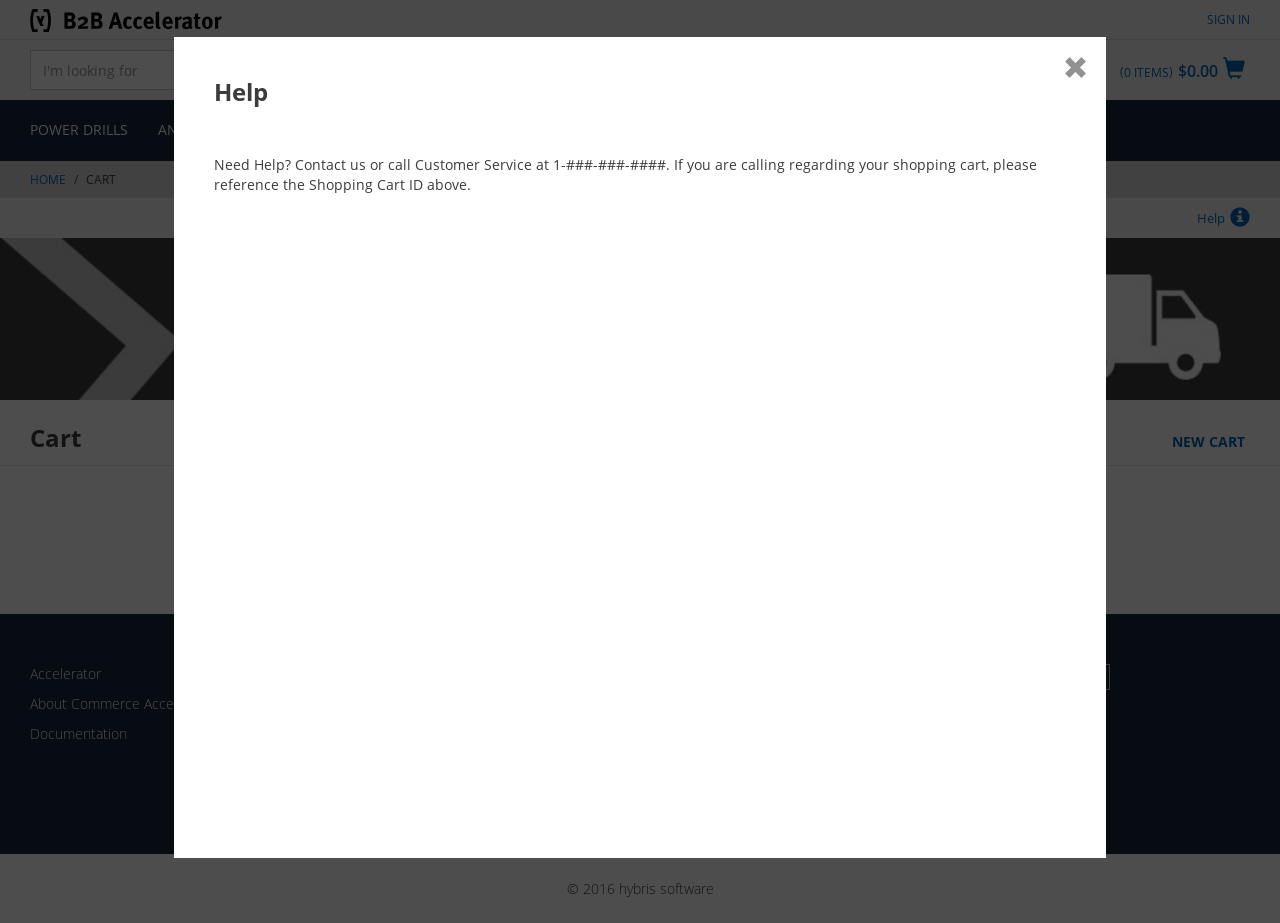 B2B Accelerator
SIGN IN
I'm looking for
(0 ITEMS) $0.00
POWER DRILLS
HOME / CART
Help
Help
Need Help? Contact us or call Customer Service at 1-###-###-####. If you are calling regarding your shopping cart, please
reference the Shopping Cart ID above.
Cart
NEW CART
Accelerator
About Commerce
Documentation
© 2016 hybris software